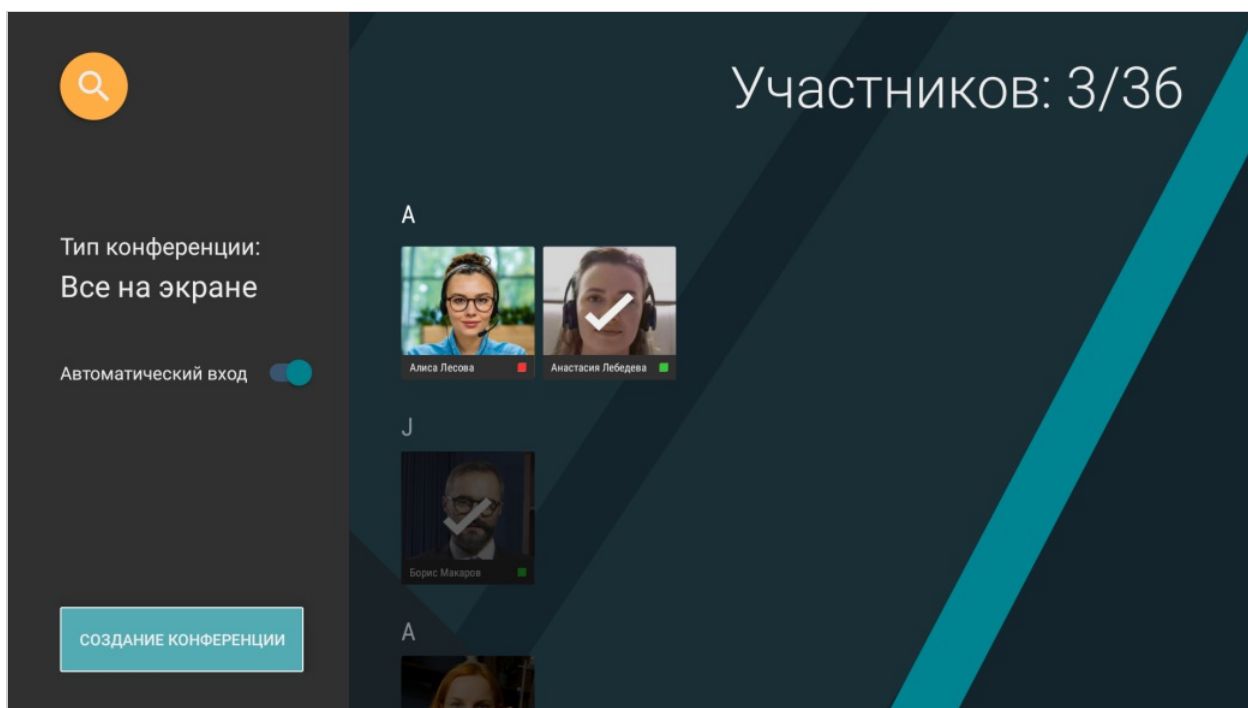 Участников: 3/36
Тип конференции:
Все на экране
Автоматический вход
СОЗДАНИЕ КОНФЕРЕНЦИИ
А
Алиса Лесова
Анастасия Лебедева
J
Борис Макаров
А